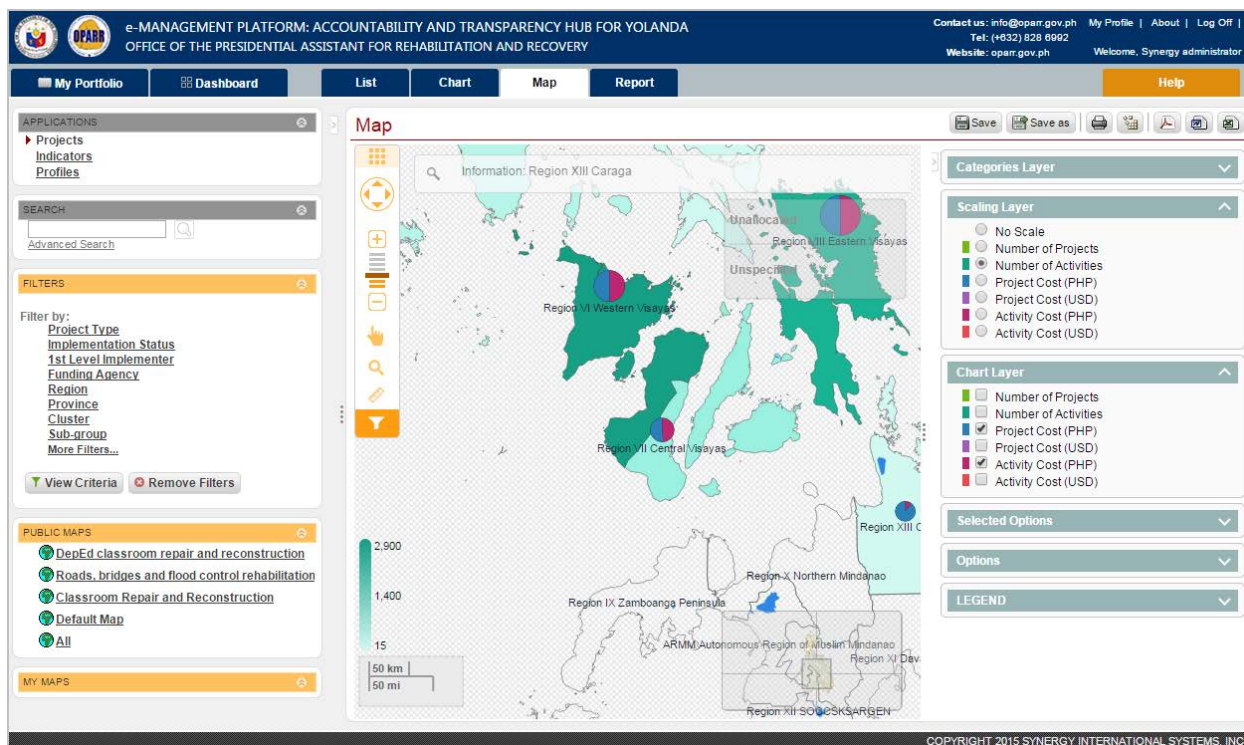 e-MANAGEMENT PLATFORM: ACCOUNTABILITY AND TRANSPARENCY HUB FOR YOLANDA
OFFICE OF THE PRESIDENTIAL ASSISTANT FOR REHABILITATION AND RECOVERY
OPARR
Contact us: info@oparr.gov.ph My Profile | About | Log Off |
Tel: (+632) 828 6992
Website: oparr.gov.ph Welcome, Synergy administrator
My Portfolio Dashboard List Chart Map Report Help
APPLICATIONS
Projects
Indicators
Profiles
SEARCH
Advanced Search
FILTERS
Filter by:
Project Type
Implementation Status
1st Level Implementer
Funding Agency
Region
Province
Cluster
Sub-group
More Filters...
View Criteria Remove Filters
PUBLIC MAPS
DepEd classroom repair and reconstruction
Roads, bridges and flood control rehabilitation
Classroom Repair and Reconstruction
Default Map
All
MY MAPS
Map
Save Save as
Information: Region XIII Caraga
Unallocated
Region VIII Eastern Visayas
Unspecified
Region VI Western Visayas
Region VII Central Visayas
Region XIII C
Region X Northern Mindanao
Region IX Zamboanga Peninsula
ARMM Autonomous Region of Muslim Mindanao
Region XI Dav
Region XII SOCCSKSARGEN
2,900
1,400
15
50 km
50 mi
Categories Layer
Scaling Layer
No Scale
Number of Projects
Number of Activities
Project Cost (PHP)
Project Cost (USD)
Activity Cost (PHP)
Activity Cost (USD)
Chart Layer
Number of Projects
Number of Activities
Project Cost (PHP)
Project Cost (USD)
Activity Cost (PHP)
Activity Cost (USD)
Selected Options
Options
LEGEND
COPYRIGHT 2015 SYNERGY INTERNATIONAL SYSTEMS, INC